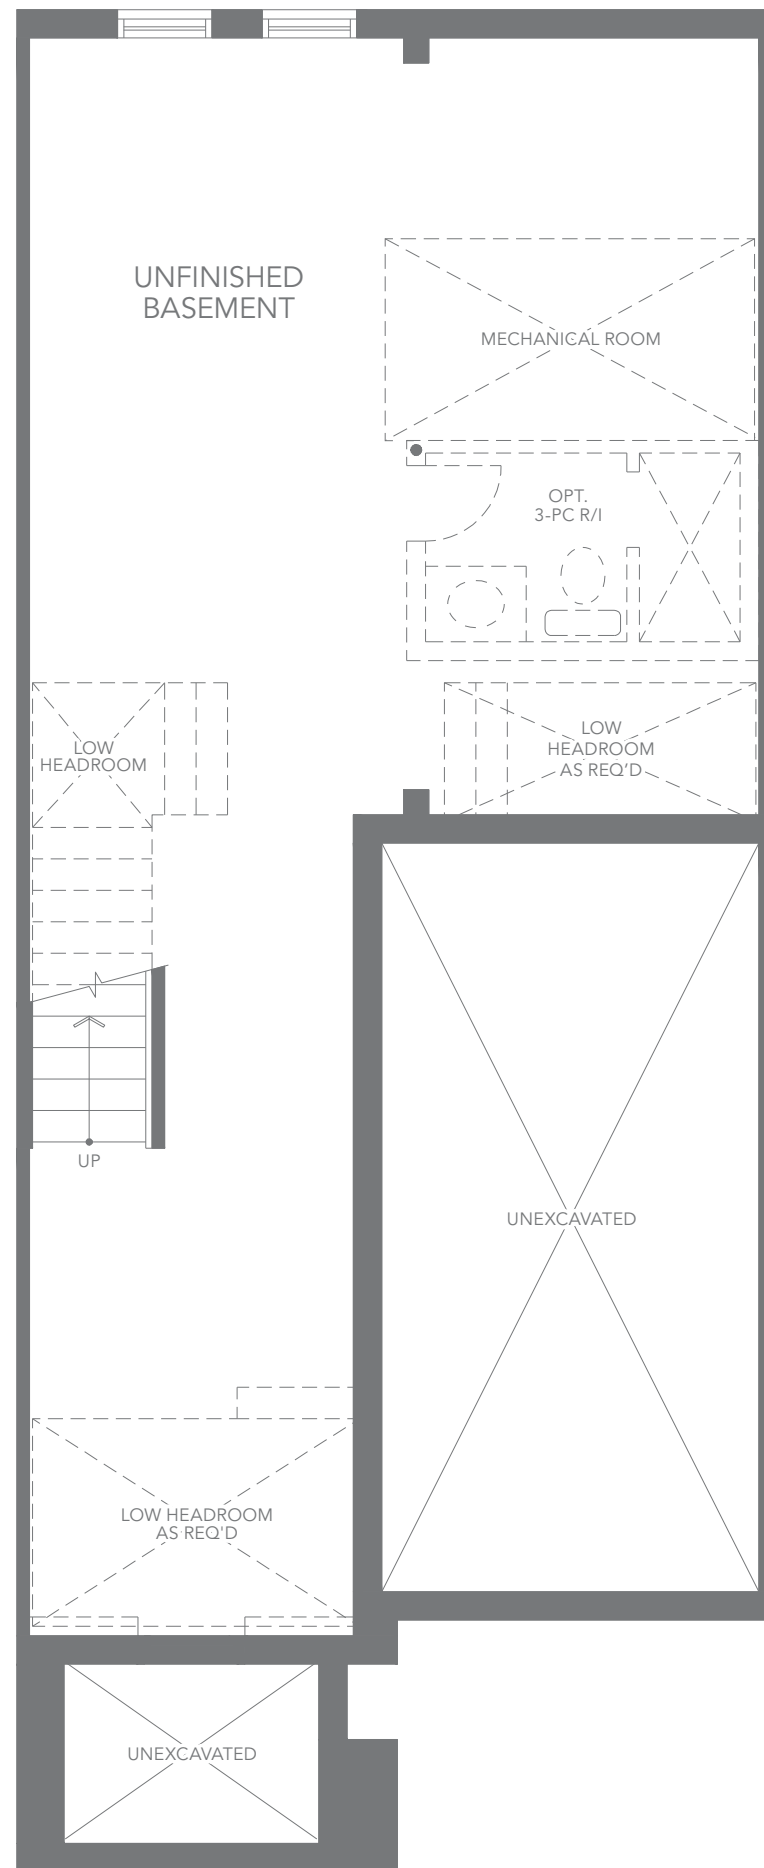 UNFINISHED
BASEMENT
MECHANICAL ROOM
OPT.
3-PC R/I
LOW
HEADROOM
LOW
HEADROOM
AS REQ'D
UP
UNEXCAVATED
LOW HEADROOM
AS REQ'D
UNEXCAVATED